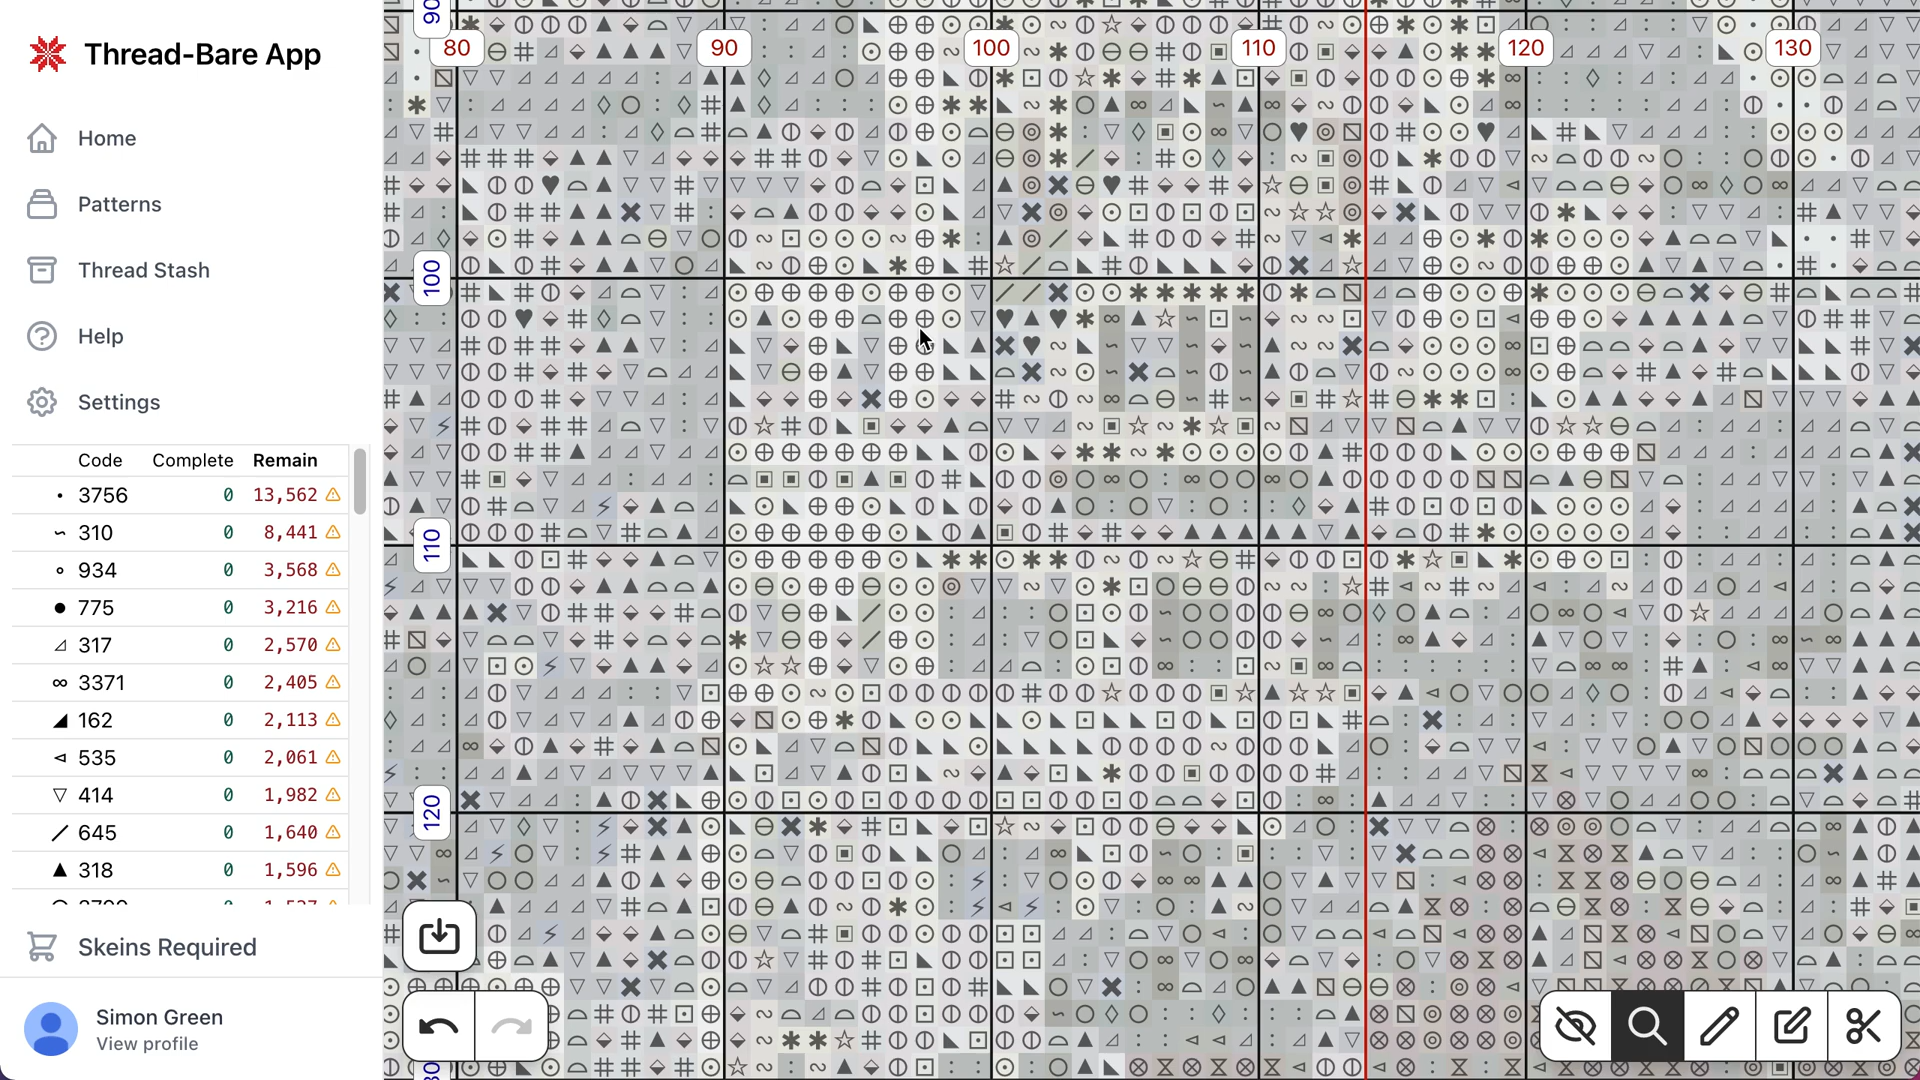 Thread-Bare App
Home
Patterns
Thread Stash
Help
Settings
Code Complete Remain
3756 0 13,562
310 0 8,441
934 0 3,568
775 0 3,216
317 0 2,570
3371 0 2,405
162 0 2,113
535 0 2,061
414 0 1,982
645 0 1,640
318 0 1,596
Skeins Required
Simon Green
View profile
80 90 100 110 120 130
90
100
110
120